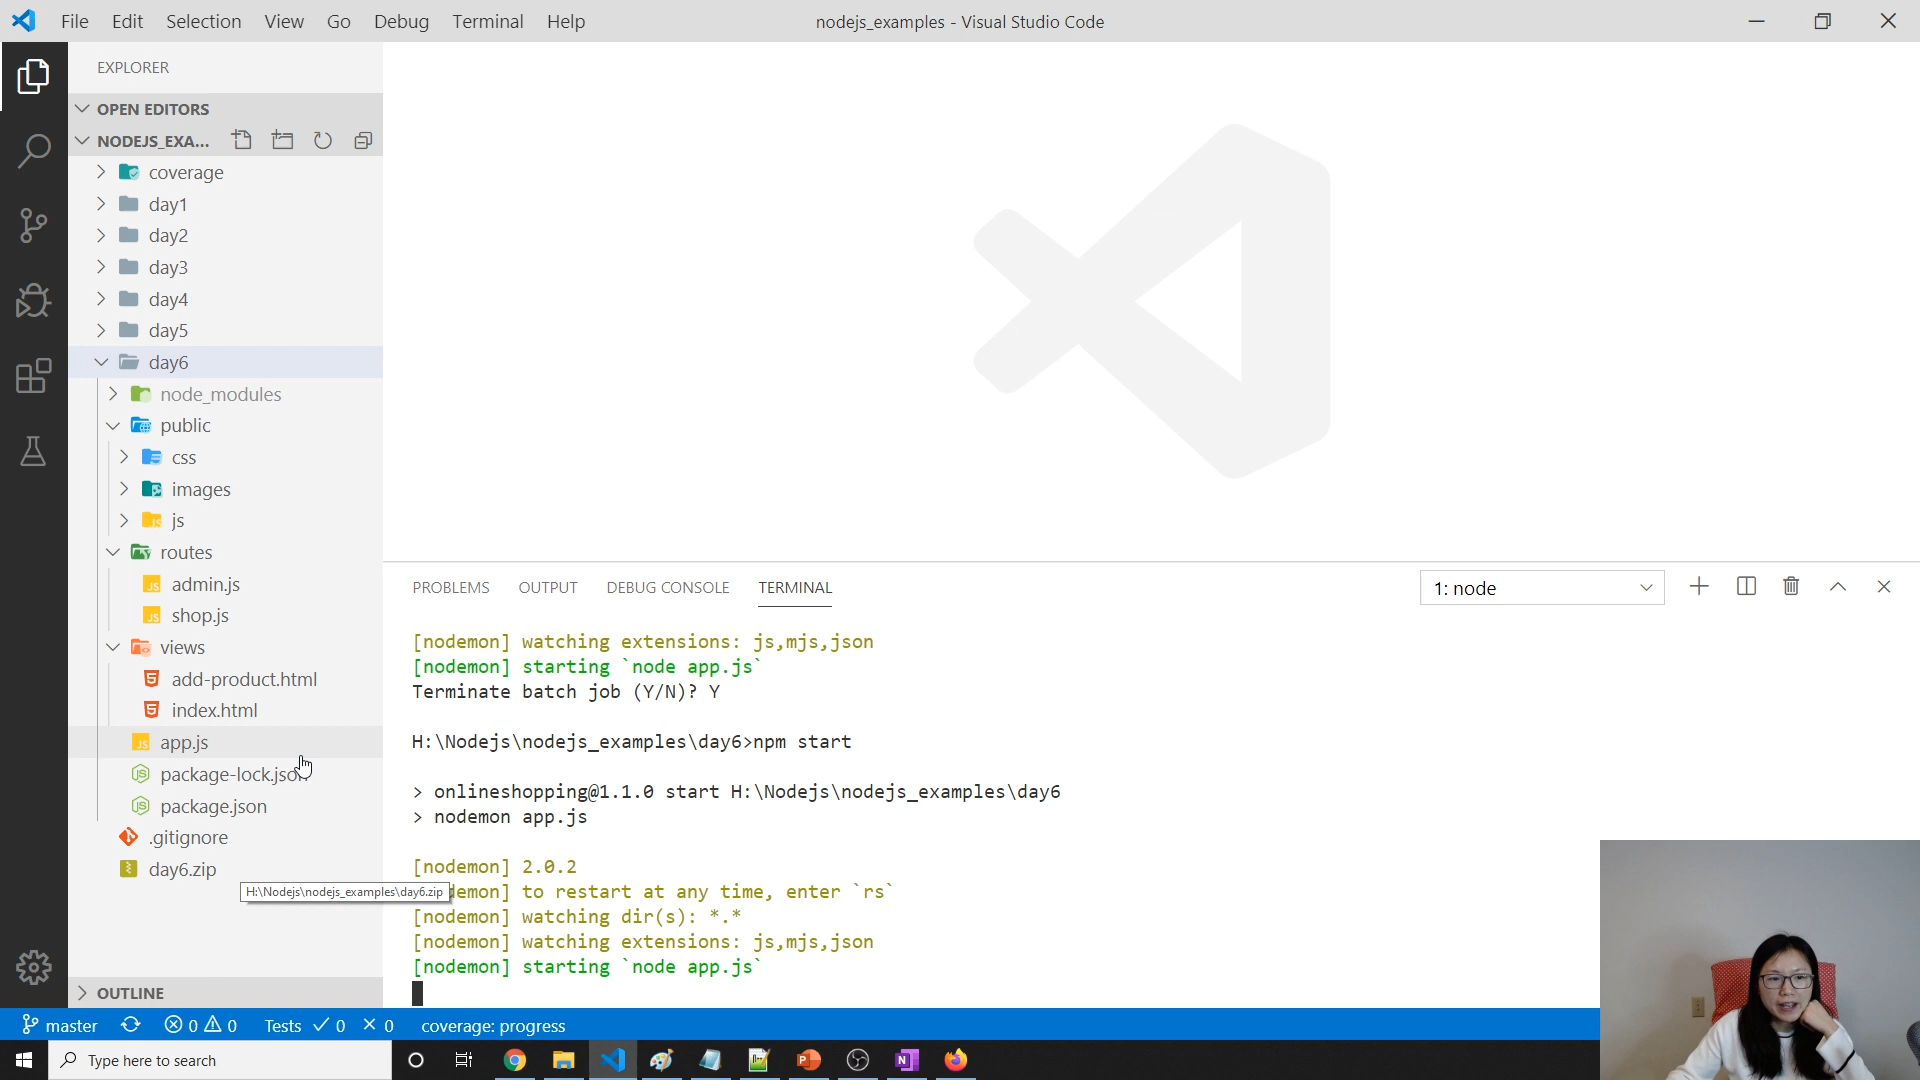 File Edit Selection View Go Debug Terminal Help
nodejs_examples - Visual Studio Code
EXPLORER
OPEN EDITORS
NODEJS_EXA...
coverage
day1
day2
day3
day4
day5
day6
node_modules
public
css
images
js
routes
admin.js
shop.js
views
add-product.html
index.html
app.js
package-lock.json
package.json
.gitignore
day6.zip
H:\Nodejs\nodejs_examples\day6.zip
OUTLINE
PROBLEMS OUTPUT DEBUG CONSOLE TERMINAL
1: node
[nodemon] watching extensions: js,mjs,json
[nodemon] starting `node app.js`
Terminate batch job (Y/N)? Y
H:\Nodejs\nodejs_examples\day6>npm start
> onlineshopping@1.1.0 start H:\Nodejs\nodejs_examples\day6
> nodemon app.js
[nodemon] 2.0.2
demon] to restart at any time, enter `rs`
[nodemon] watching dir(s): *.*
[nodemon] watching extensions: js,mjs,json
[nodemon] starting `node app.js`
master 0 0 Tests 0 0 coverage: progress
Type here to search